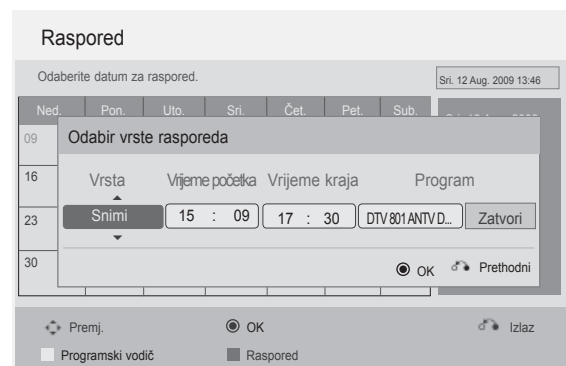 Raspored
Odaberite datum za raspored.
Sri. 12 Aug. 2009 13:46
Ned. Pon. Uto. Sri. Čet. Pet. Sub.
09
Odabir vrste rasporeda
16
Vrsta Vrijeme početka Vrijeme kraja Program
23
Snimi 15 : 09 17 : 30 DTV 801 ANTV D... Zatvori
30
OK Prethodni
Premj. OK Izlaz
Programski vodič Raspored